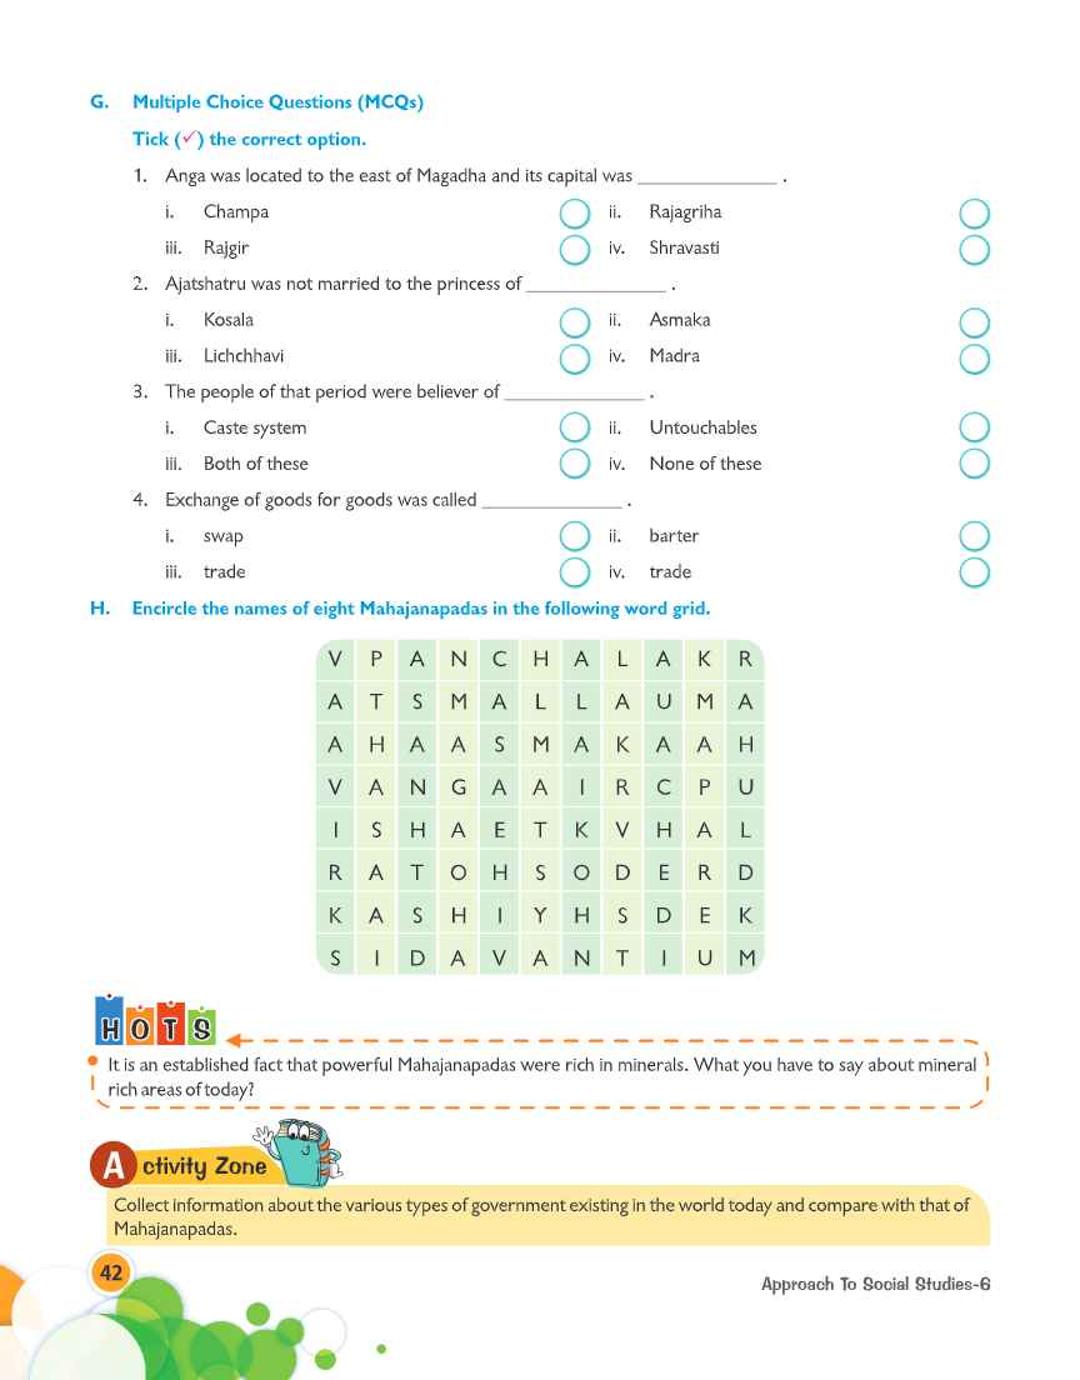 G. Multiple Choice Questions (MCQs)
Tick (✓) the correct option.
1. Anga was located to the east of Magadha and its capital was ______________ .
i. Champa ii. Rajagriha
iii. Rajgir iv. Shravasti
2. Ajatshatru was not married to the princess of ______________ .
i. Kosala ii. Asmaka
iii. Lichchhavi iv. Madra
3. The people of that period were believer of ______________ .
i. Caste system ii. Untouchables
iii. Both of these iv. None of these
4. Exchange of goods for goods was called ______________ .
i. swap ii. barter
iii. trade iv. trade
H. Encircle the names of eight Mahajanapadas in the following word grid.
V P A N C H A L A K R
A T S M A L L A U M A
A H A A S M A K A A H
V A N G A A I R C P U
I S H A E T K V H A L
R A T O H S O D E R D
K A S H I Y H S D E K
S I D A V A N T I U M
HOTS
It is an established fact that powerful Mahajanapadas were rich in minerals. What you have to say about mineral
rich areas of today?
Activity Zone
Collect information about the various types of government existing in the world today and compare with that of
Mahajanapadas.
42
Approach To Social Studies-6